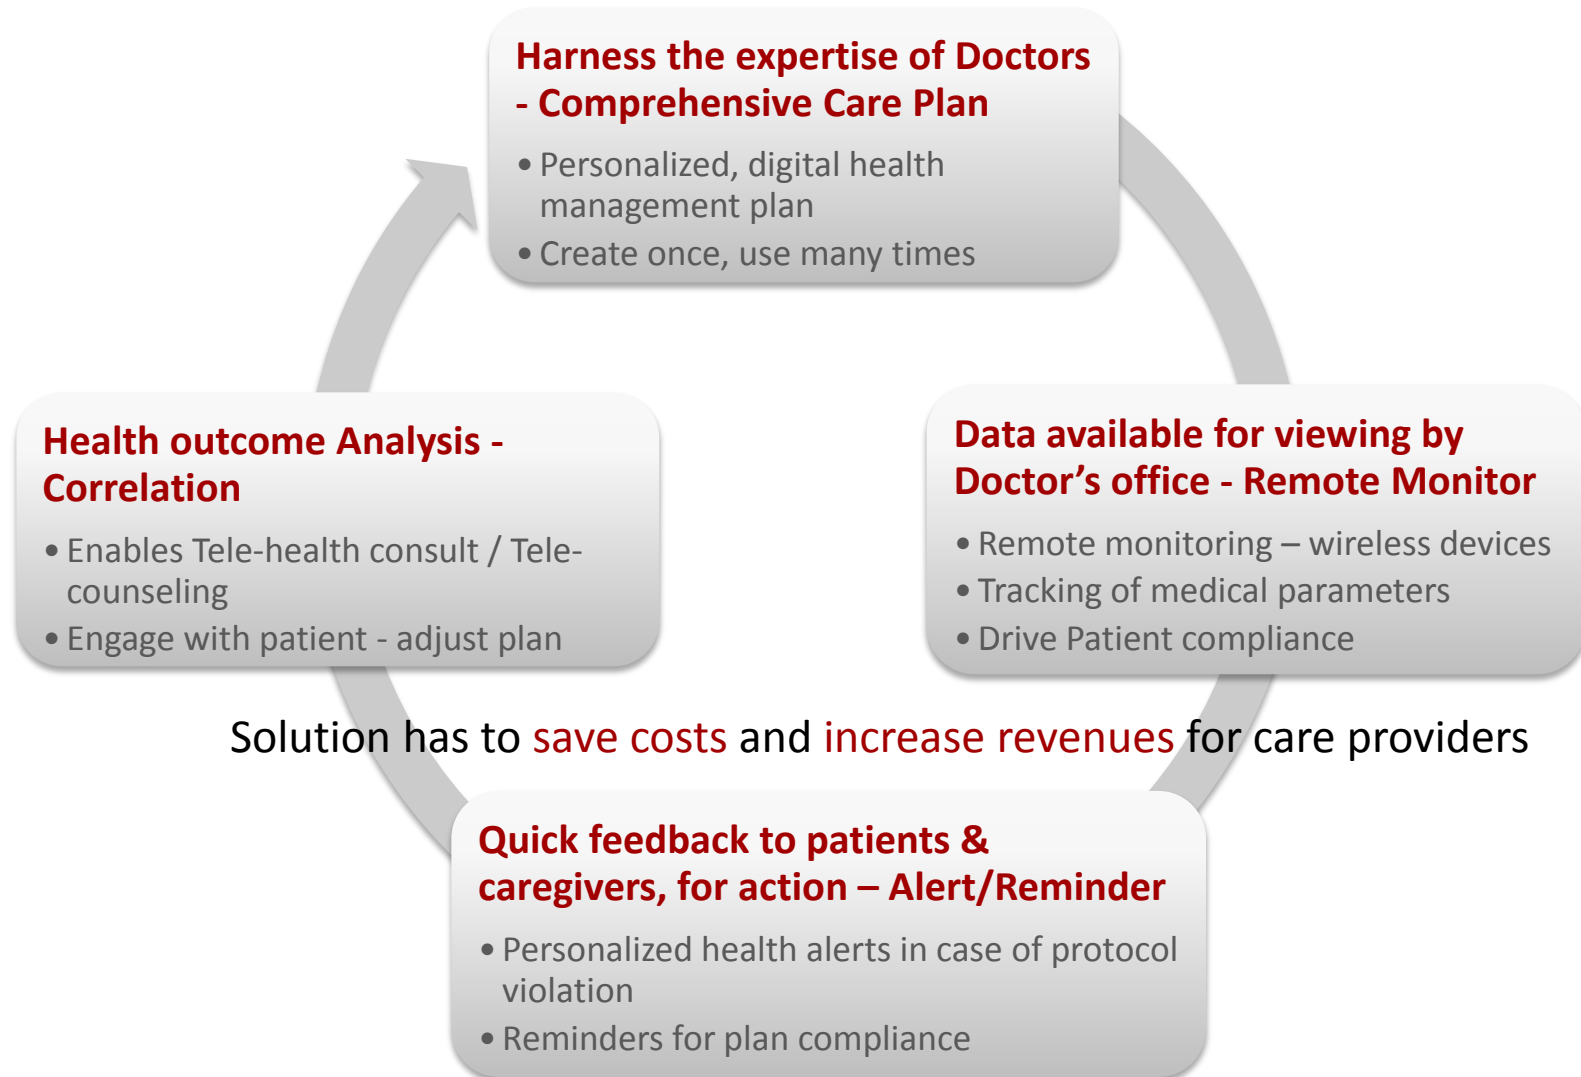 Harness the expertise of Doctors
- Comprehensive Care Plan
• Personalized, digital health
management plan
• Create once, use many times
Data available for viewing by
Doctor’s office - Remote Monitor
• Remote monitoring – wireless devices
• Tracking of medical parameters
• Drive Patient compliance
Quick feedback to patients &
caregivers, for action – Alert/Reminder
• Personalized health alerts in case of protocol
violation
• Reminders for plan compliance
Health outcome Analysis -
Correlation
• Enables Tele-health consult / Tele-
counseling
• Engage with patient - adjust plan
Solution has to save costs and increase revenues for care providers